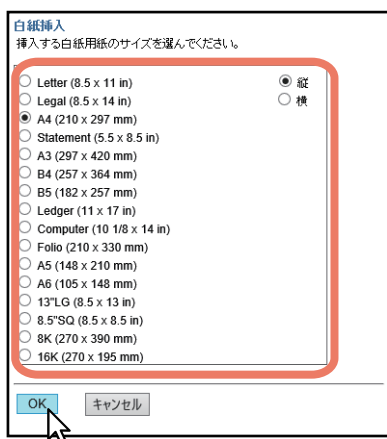 白紙挿入
挿入する白紙用紙のサイズを選んでください。
Letter (8.5 x 11 in) 縦
Legal (8.5 x 14 in) 横
A4 (210 x 297 mm)
Statement (5.5 x 8.5 in)
A3 (297 x 420 mm)
B4 (257 x 364 mm)
B5 (182 x 257 mm)
Ledger (11 x 17 in)
Computer (10 1/8 x 14 in)
Folio (210 x 330 mm)
A5 (148 x 210 mm)
A6 (105 x 148 mm)
13"LG (8.5 x 13 in)
8.5"SQ (8.5 x 8.5 in)
8K (270 x 390 mm)
16K (270 x 195 mm)
OK キャンセル